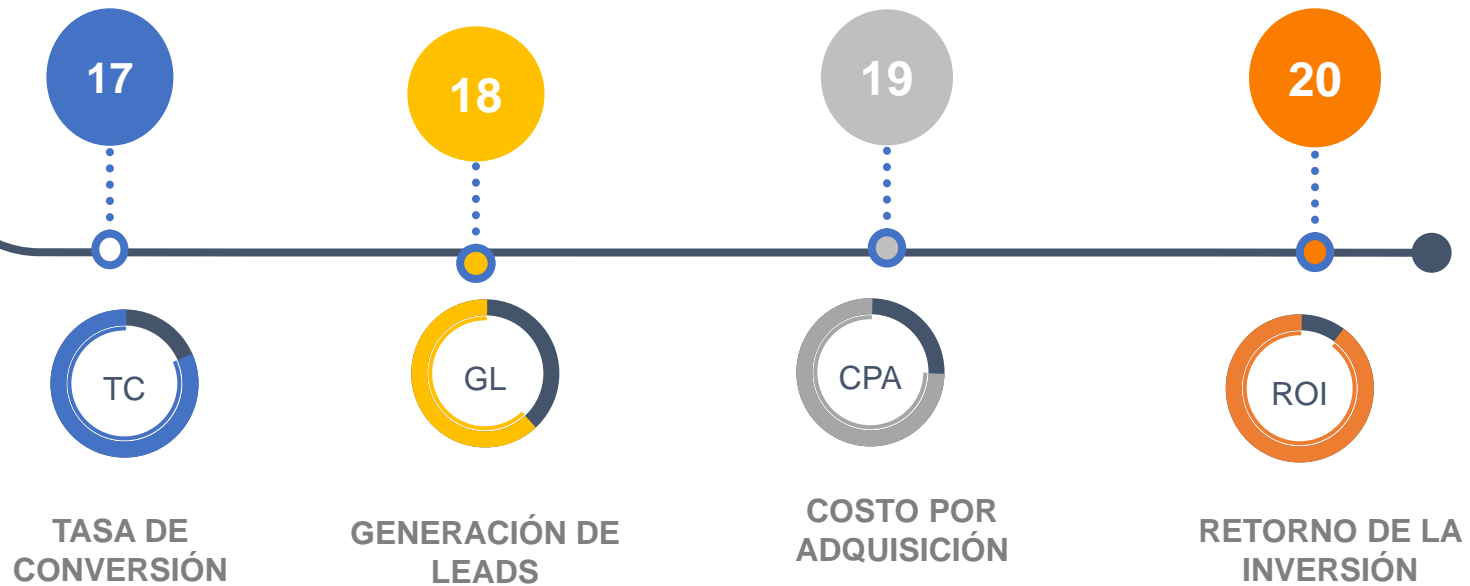 17
18
19
20
TC
GL
CPA
ROI
TASA DE
CONVERSIÓN
GENERACIÓN DE
LEADS
COSTO POR
ADQUISICIÓN
RETORNO DE LA
INVERSIÓN